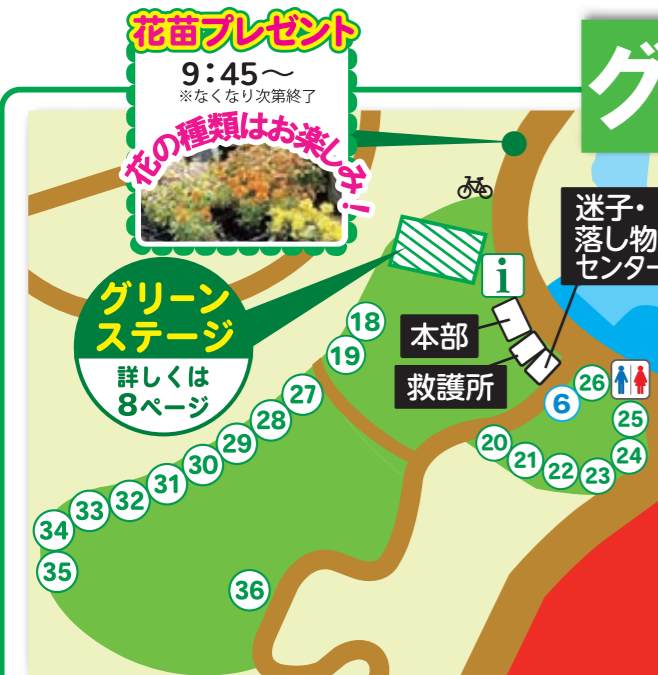 花苗プレゼント
9：45～
※なくなり次第終了
花の種類はお楽しみ！
グ
迷子・
落し物
センター
i
グリーン
ステージ
詳しくは
8ページ
本部
救護所
18
19
27
28
29
30
31
32
33
34
35
36
6
26
25
24
23
22
21
20